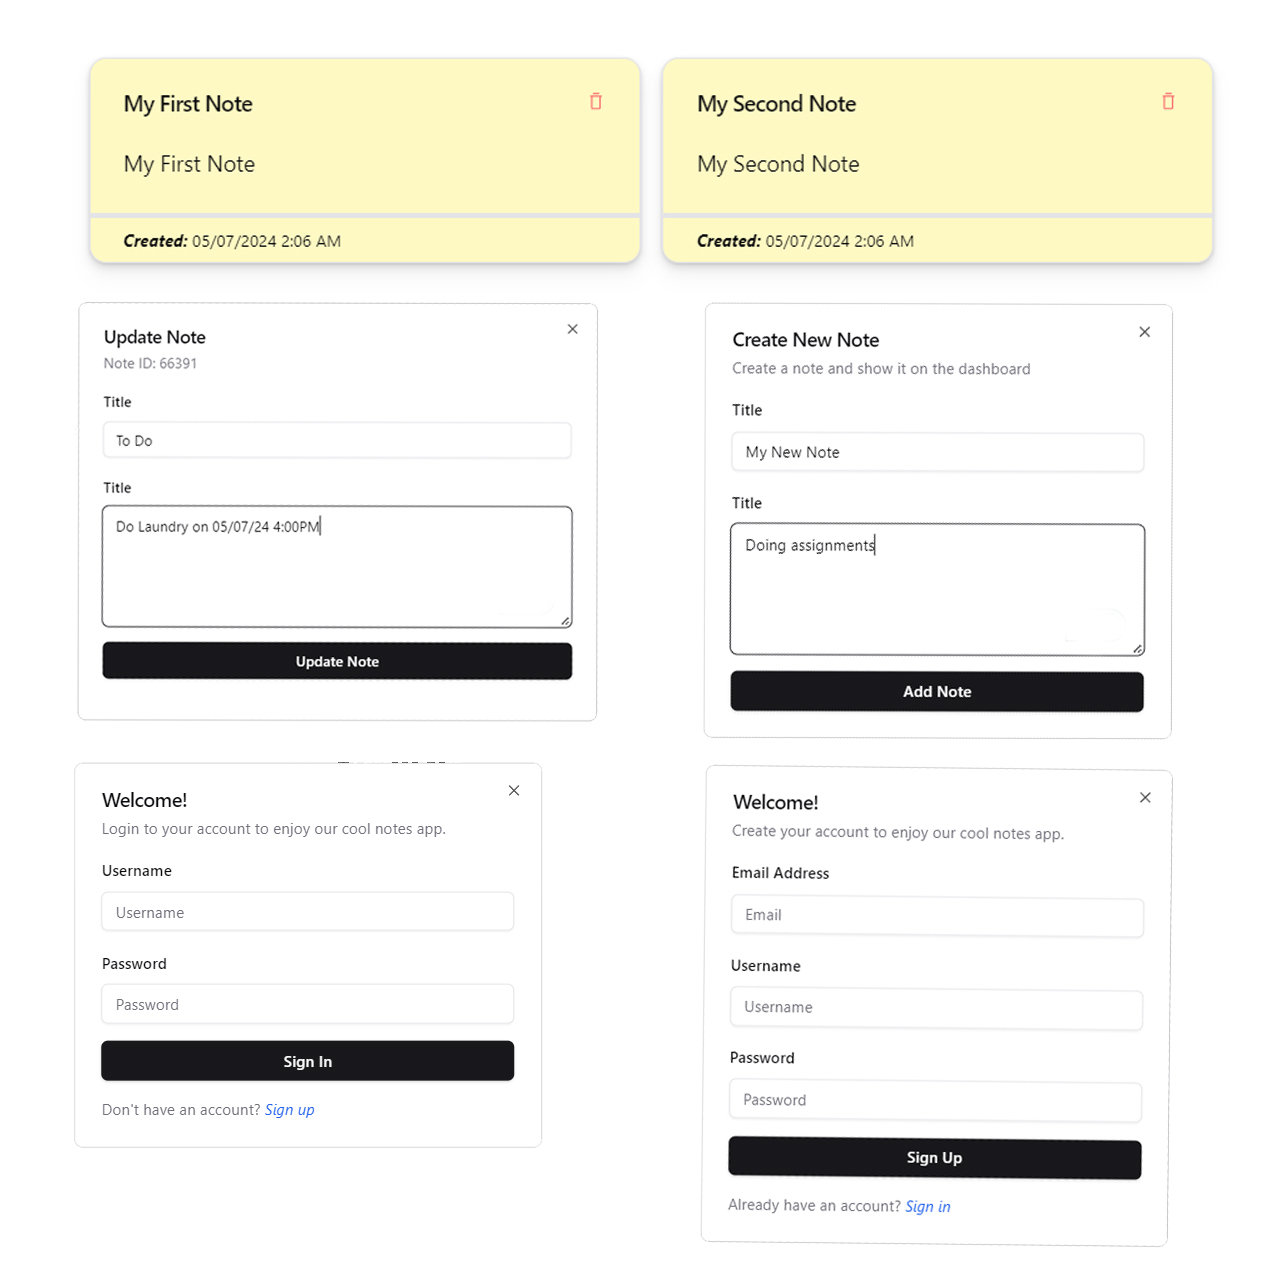 My First Note
My First Note
Created: 05/07/2024 2:06 AM
My Second Note
My Second Note
Created: 05/07/2024 2:06 AM
Update Note
Note ID: 66391
Title
To Do
Title
Do Laundry on 05/07/24 4:00PM
Update Note
Create New Note
Create a note and show it on the dashboard
Title
My New Note
Title
Doing assignments
Add Note
Welcome!
Login to your account to enjoy our cool notes app.
Username
Username
Password
Password
Sign In
Don't have an account? Sign up
Welcome!
Create your account to enjoy our cool notes app.
Email Address
Email
Username
Username
Password
Password
Sign Up
Already have an account? Sign in